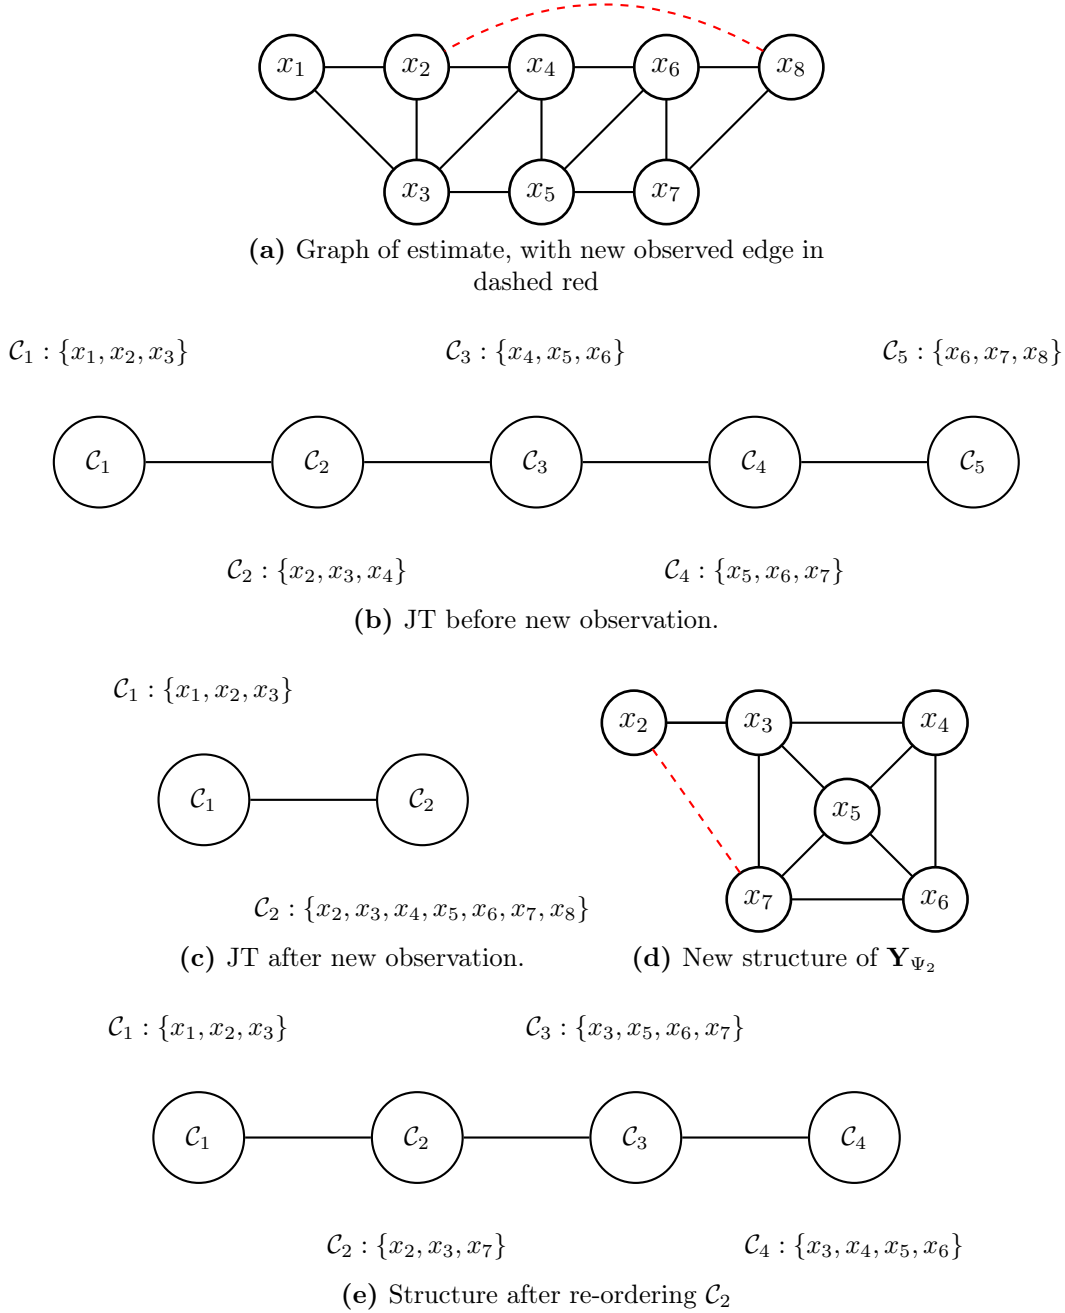 x1 x2 x4 x6 x8
x3 x5 x7
(a) Graph of estimate, with new observed edge in
dashed red
𝒞1 : {x1, x2, x3} 𝒞3 : {x4, x5, x6} 𝒞5 : {x6, x7, x8}
𝒞1 𝒞2 𝒞3 𝒞4 𝒞5
𝒞2 : {x2, x3, x4} 𝒞4 : {x5, x6, x7}
(b) JT before new observation.
𝒞1 : {x1, x2, x3}
𝒞1 𝒞2
𝒞2 : {x2, x3, x4, x5, x6, x7, x8}
(c) JT after new observation.
x2 x3 x4
x5
x7 x6
(d) New structure of YΨ2
𝒞1 : {x1, x2, x3} 𝒞3 : {x3, x5, x6, x7}
𝒞1 𝒞2 𝒞3 𝒞4
𝒞2 : {x2, x3, x7} 𝒞4 : {x3, x4, x5, x6}
(e) Structure after re-ordering 𝒞2